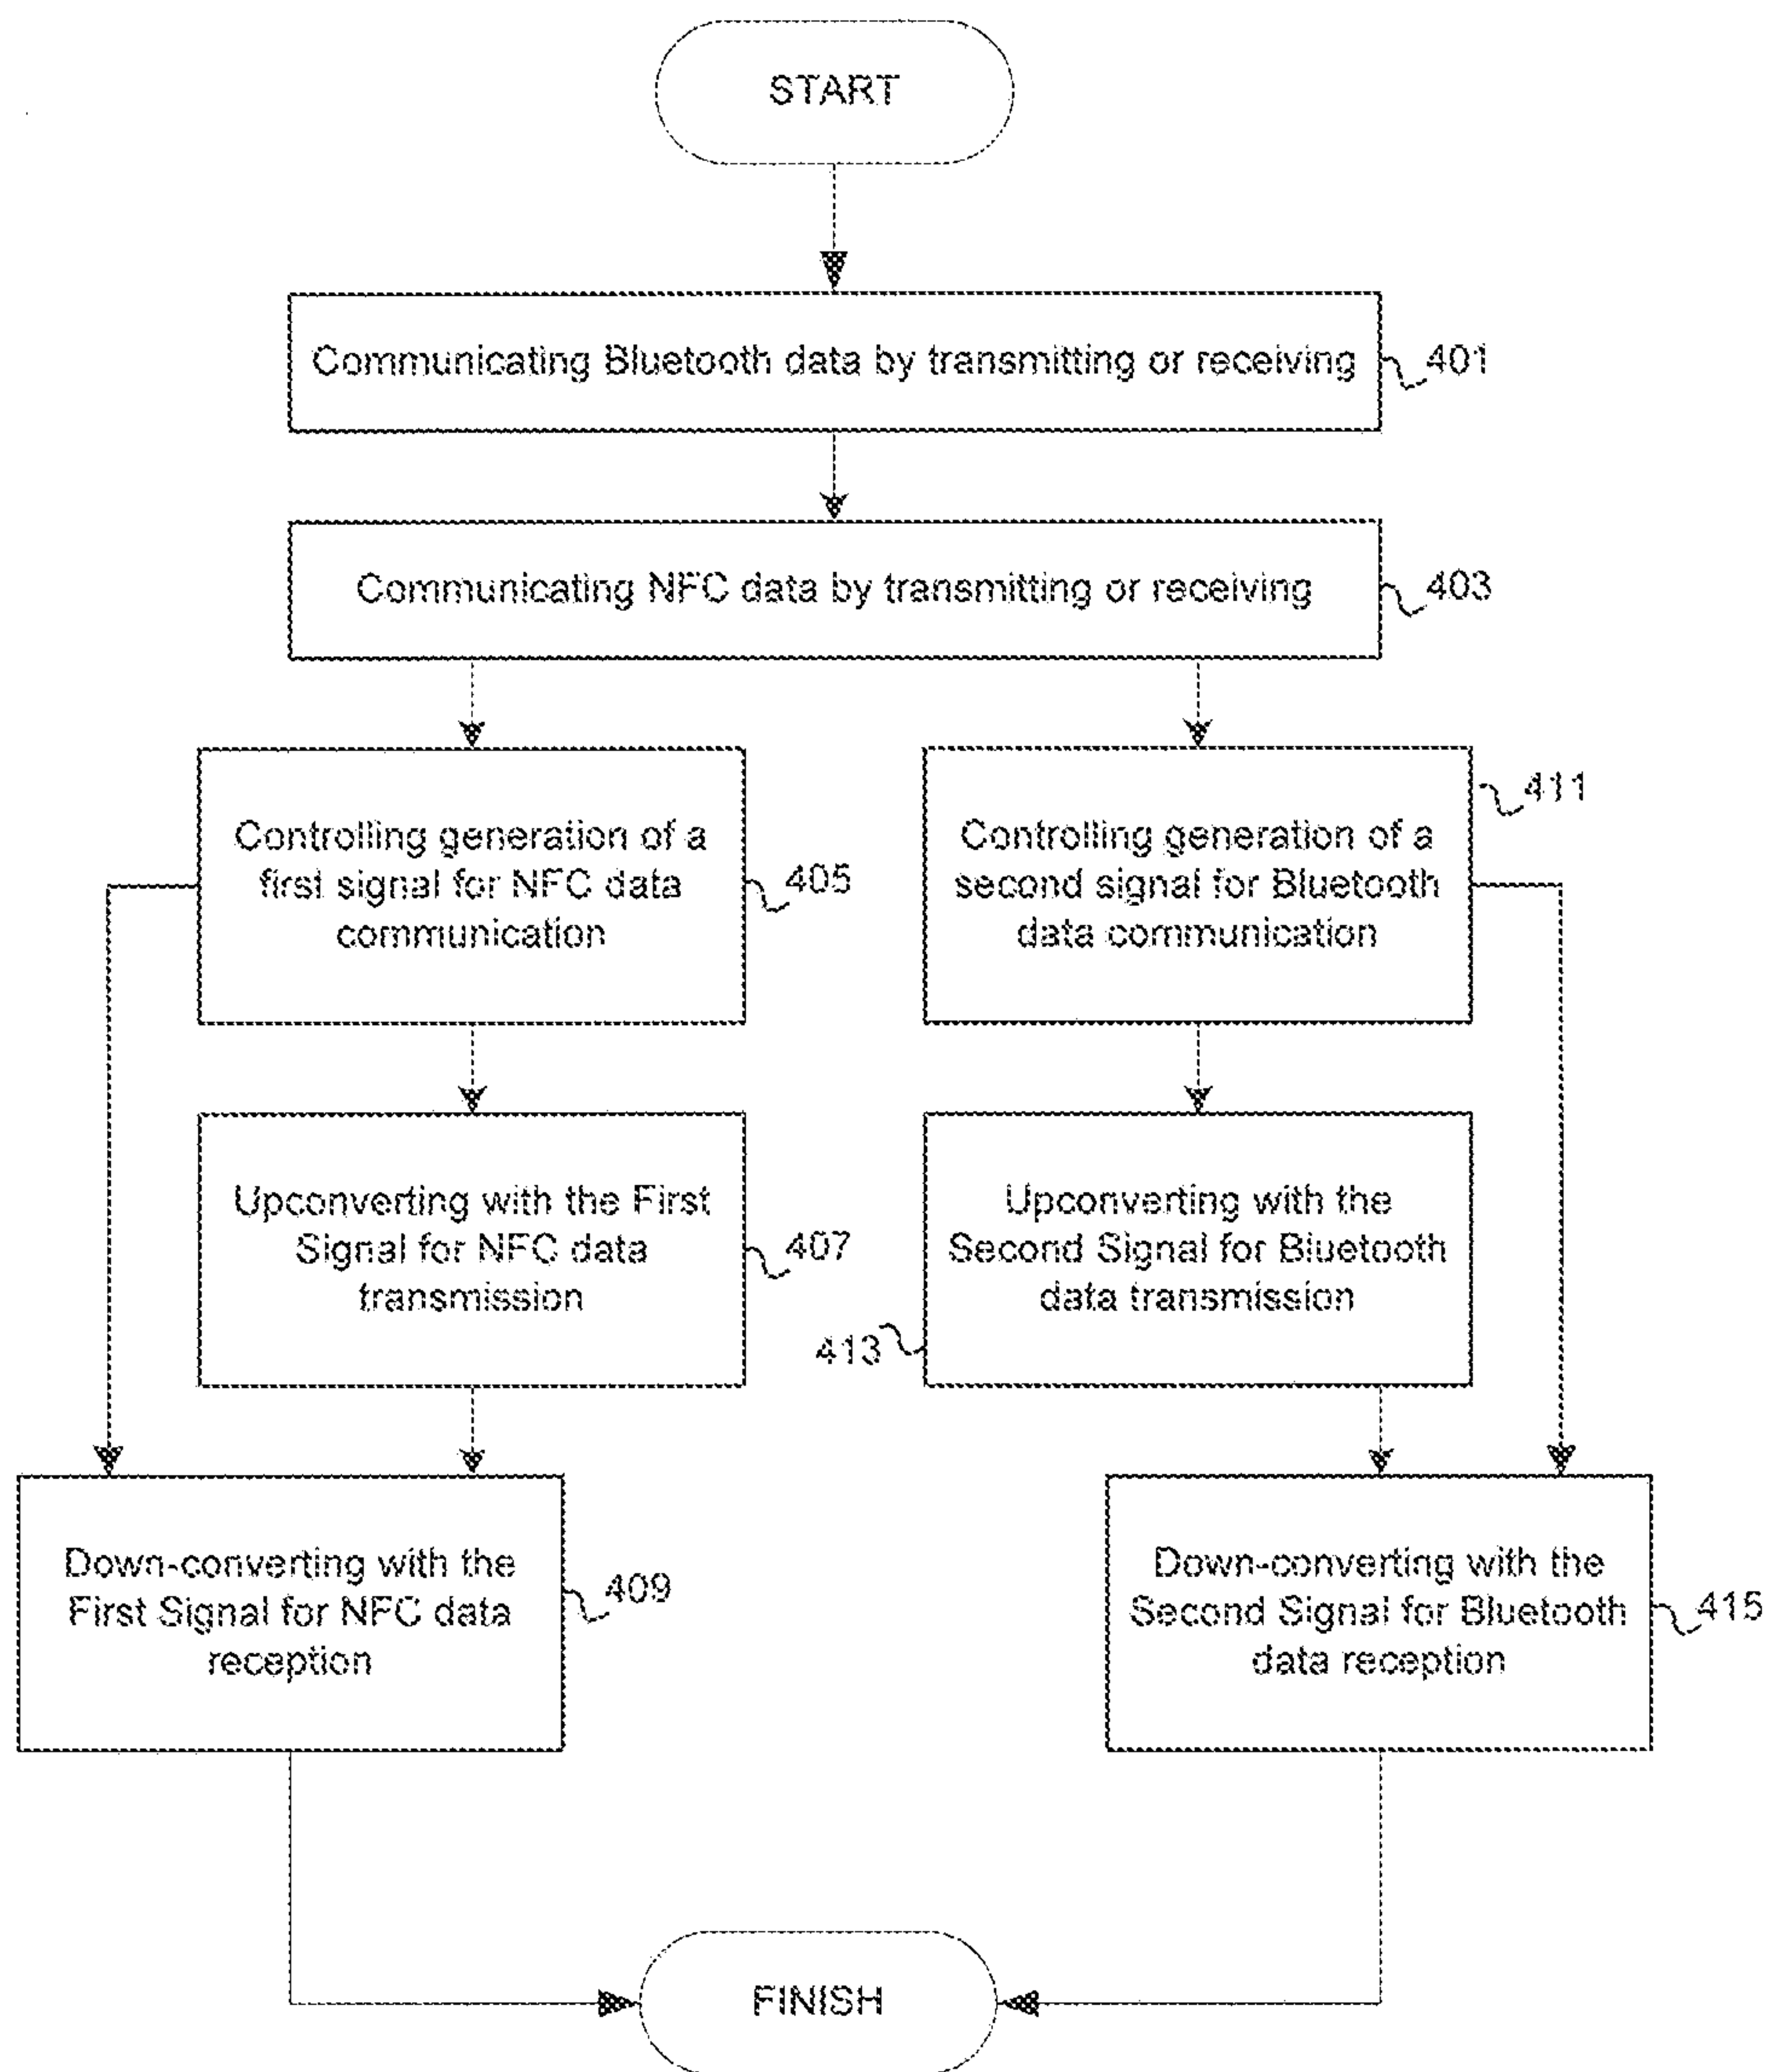 START
Communicating Bluetooth data by transmitting or receiving
401
Communicating NFC data by transmitting or receiving
403
Controlling generation of a
first signal for NFC data
communication
405
Controlling generation of a
second signal for Bluetooth
data communication
411
Upconverting with the First
Signal for NFC data
transmission
407
Upconverting with the
Second Signal for Bluetooth
data transmission
413
Down-converting with the
First Signal for NFC data
reception
409
Down-converting with the
Second Signal for Bluetooth
data reception
415
FINISH